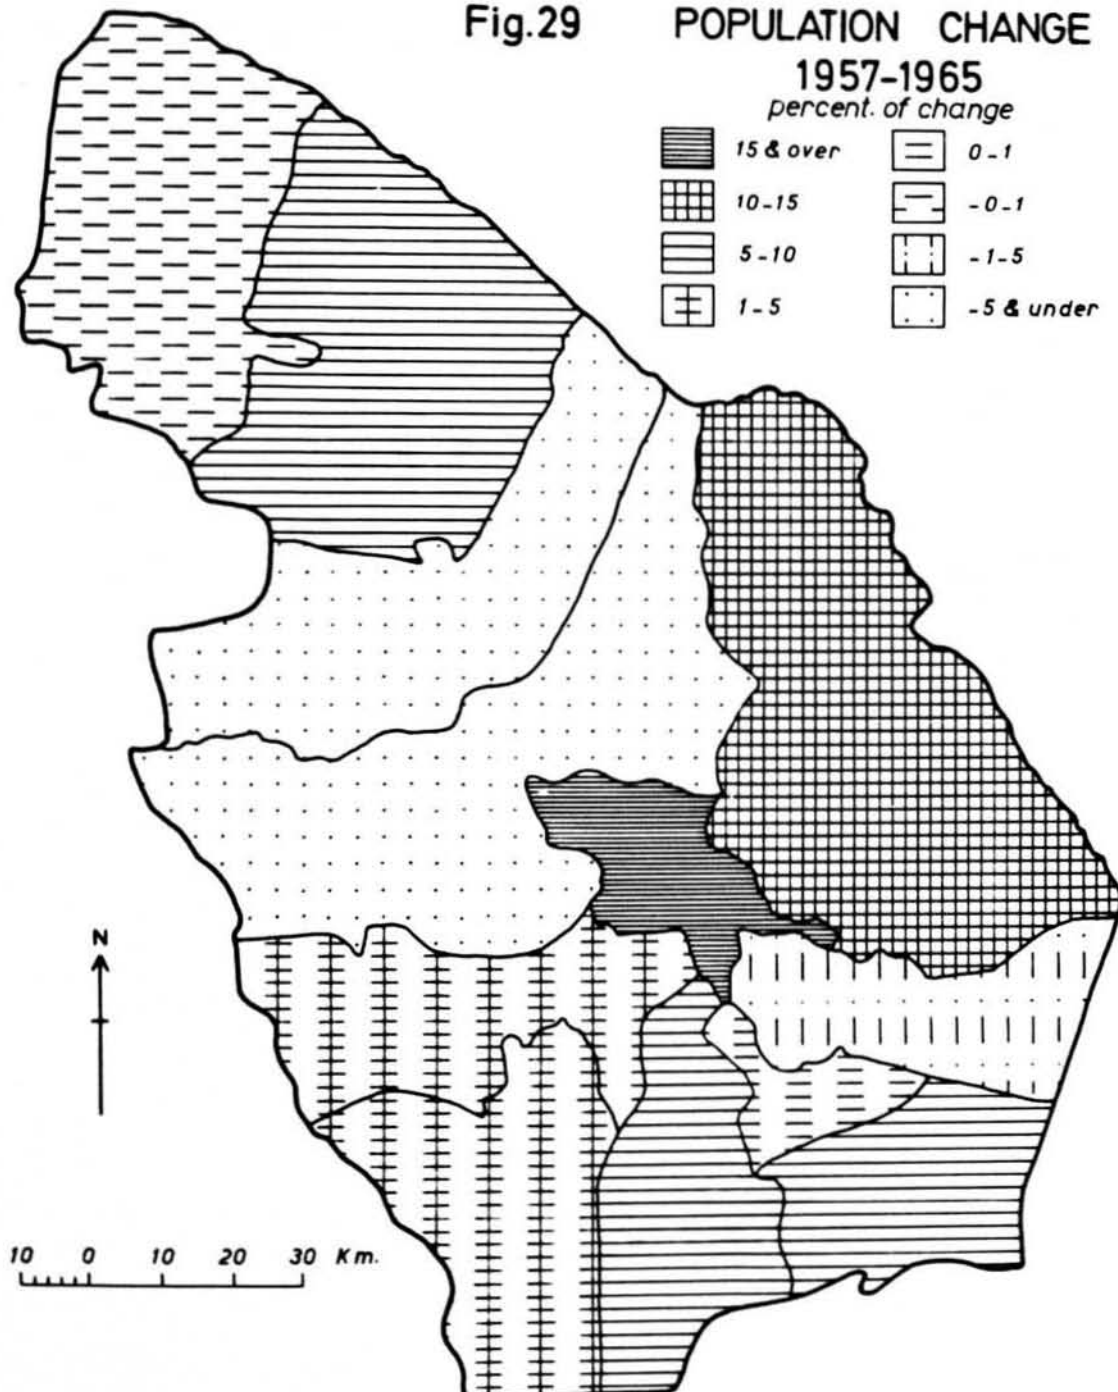 Fig.29
POPULATION CHANGE
1957-1965
percent. of change
15 & over
0-1
10-15
-0-1
5-10
-1-5
1-5
-5 & under
N
10 0 10 20 30 Km.